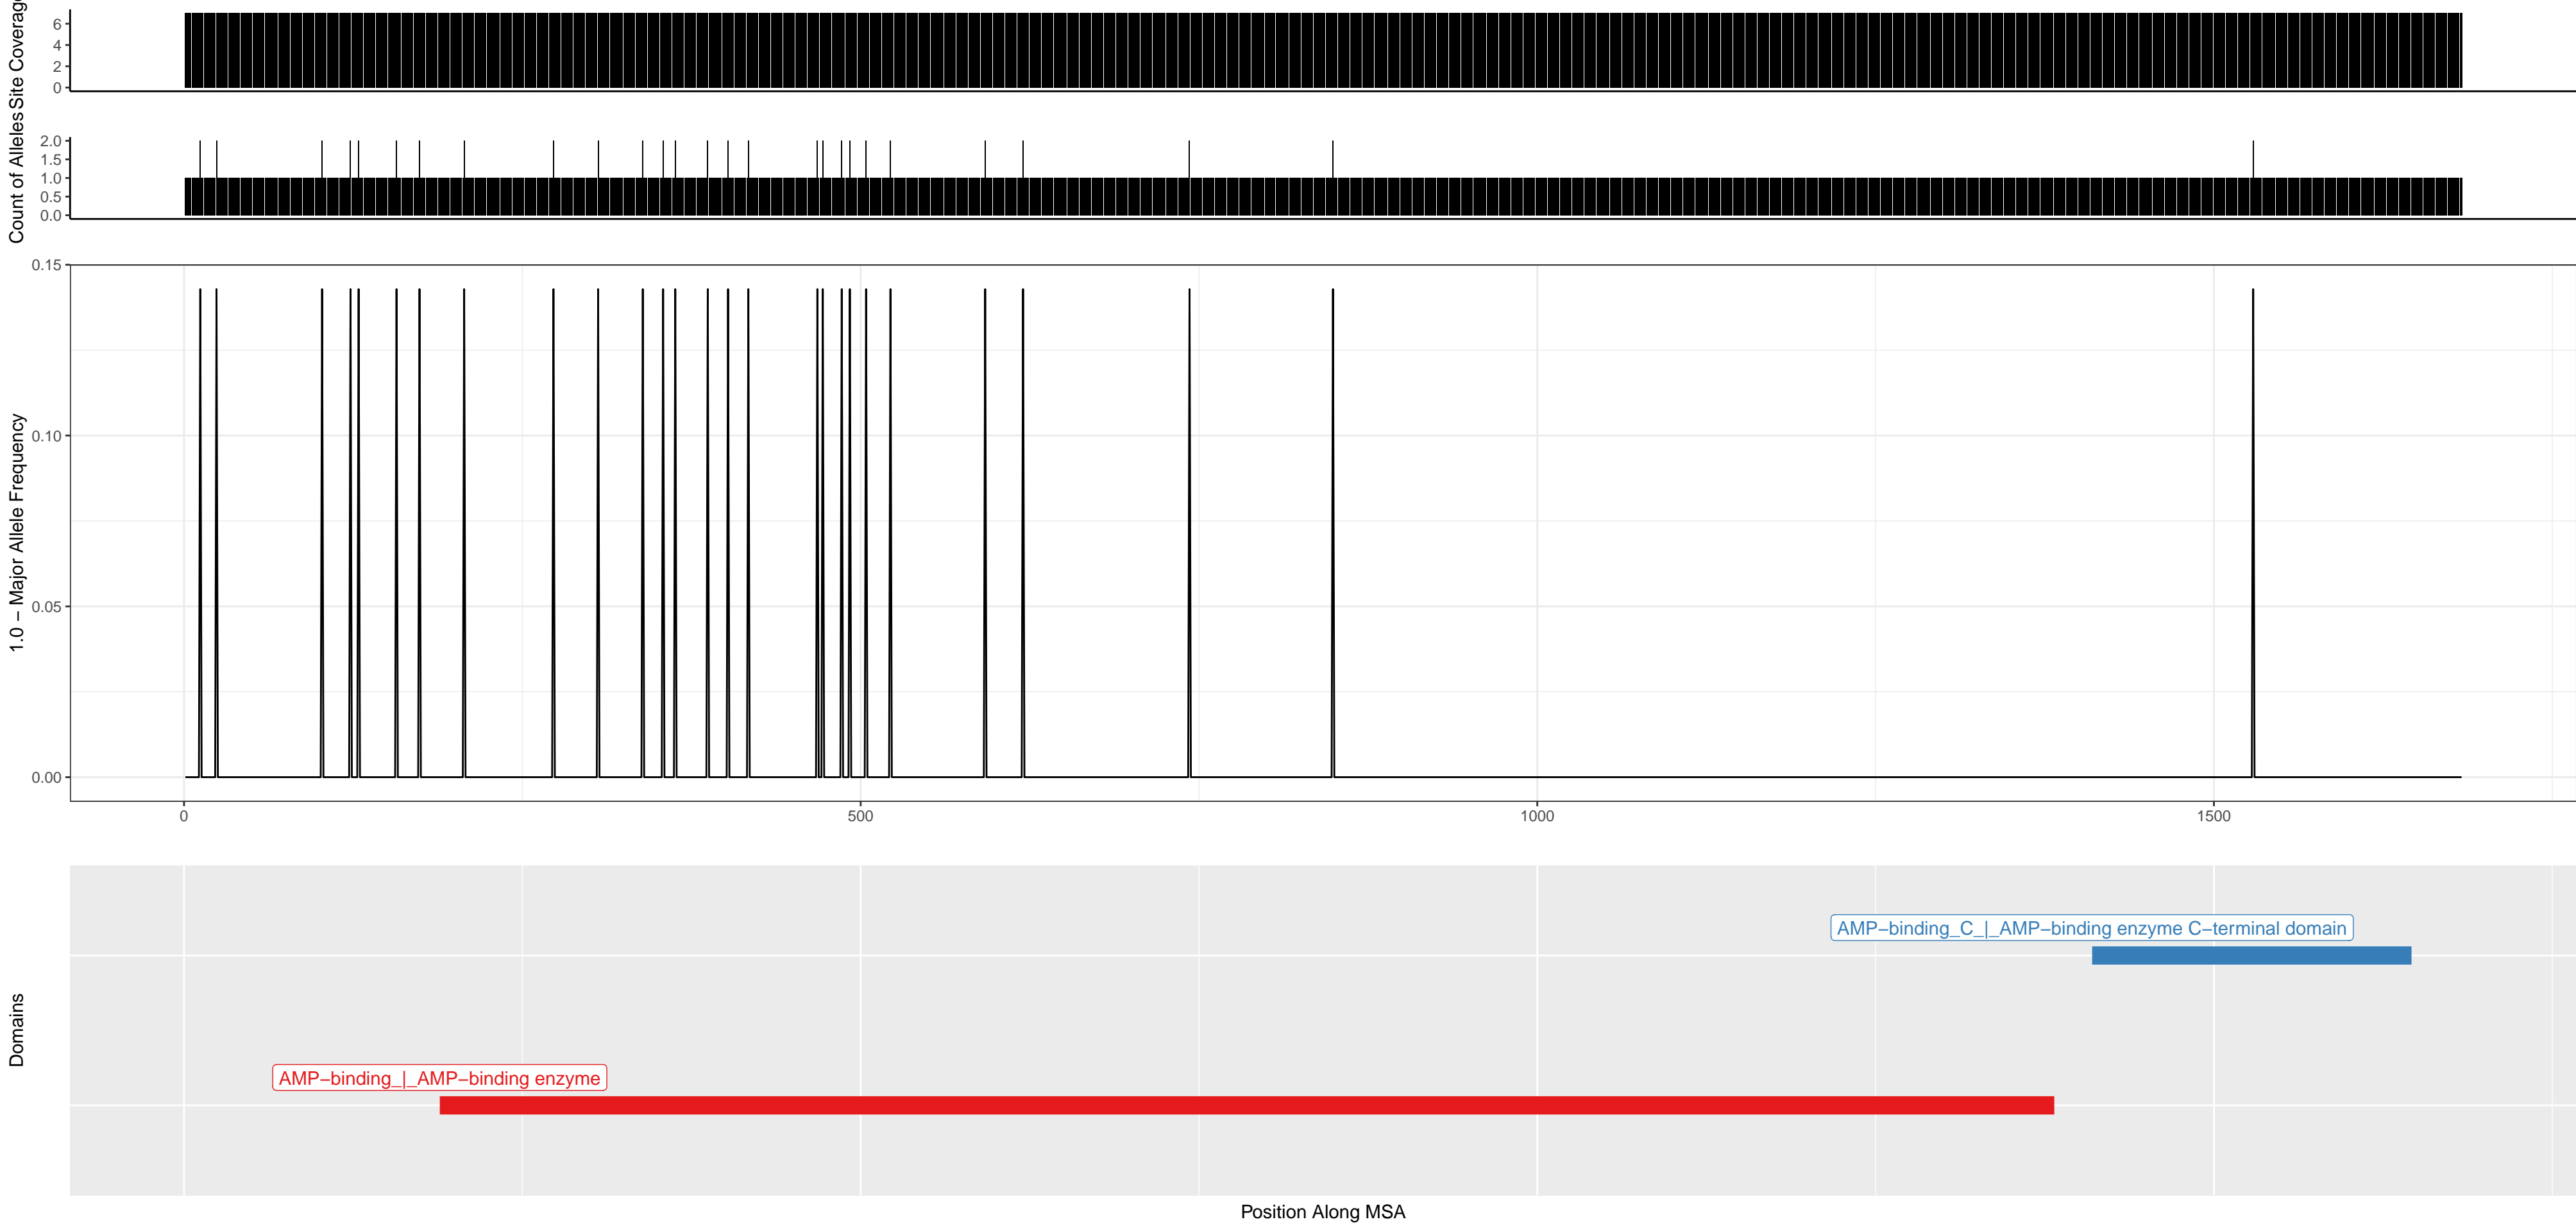 Site Coverage
6
4
2
0
Count of Alleles
2.0
1.5
1.0
0.5
0.0
1.0 − Major Allele Frequency
0.15
0.10
0.05
0.00
0 500 1000 1500
Domains
AMP−binding_C_|_AMP−binding enzyme C−terminal domain
AMP−binding_|_AMP−binding enzyme
Position Along MSA